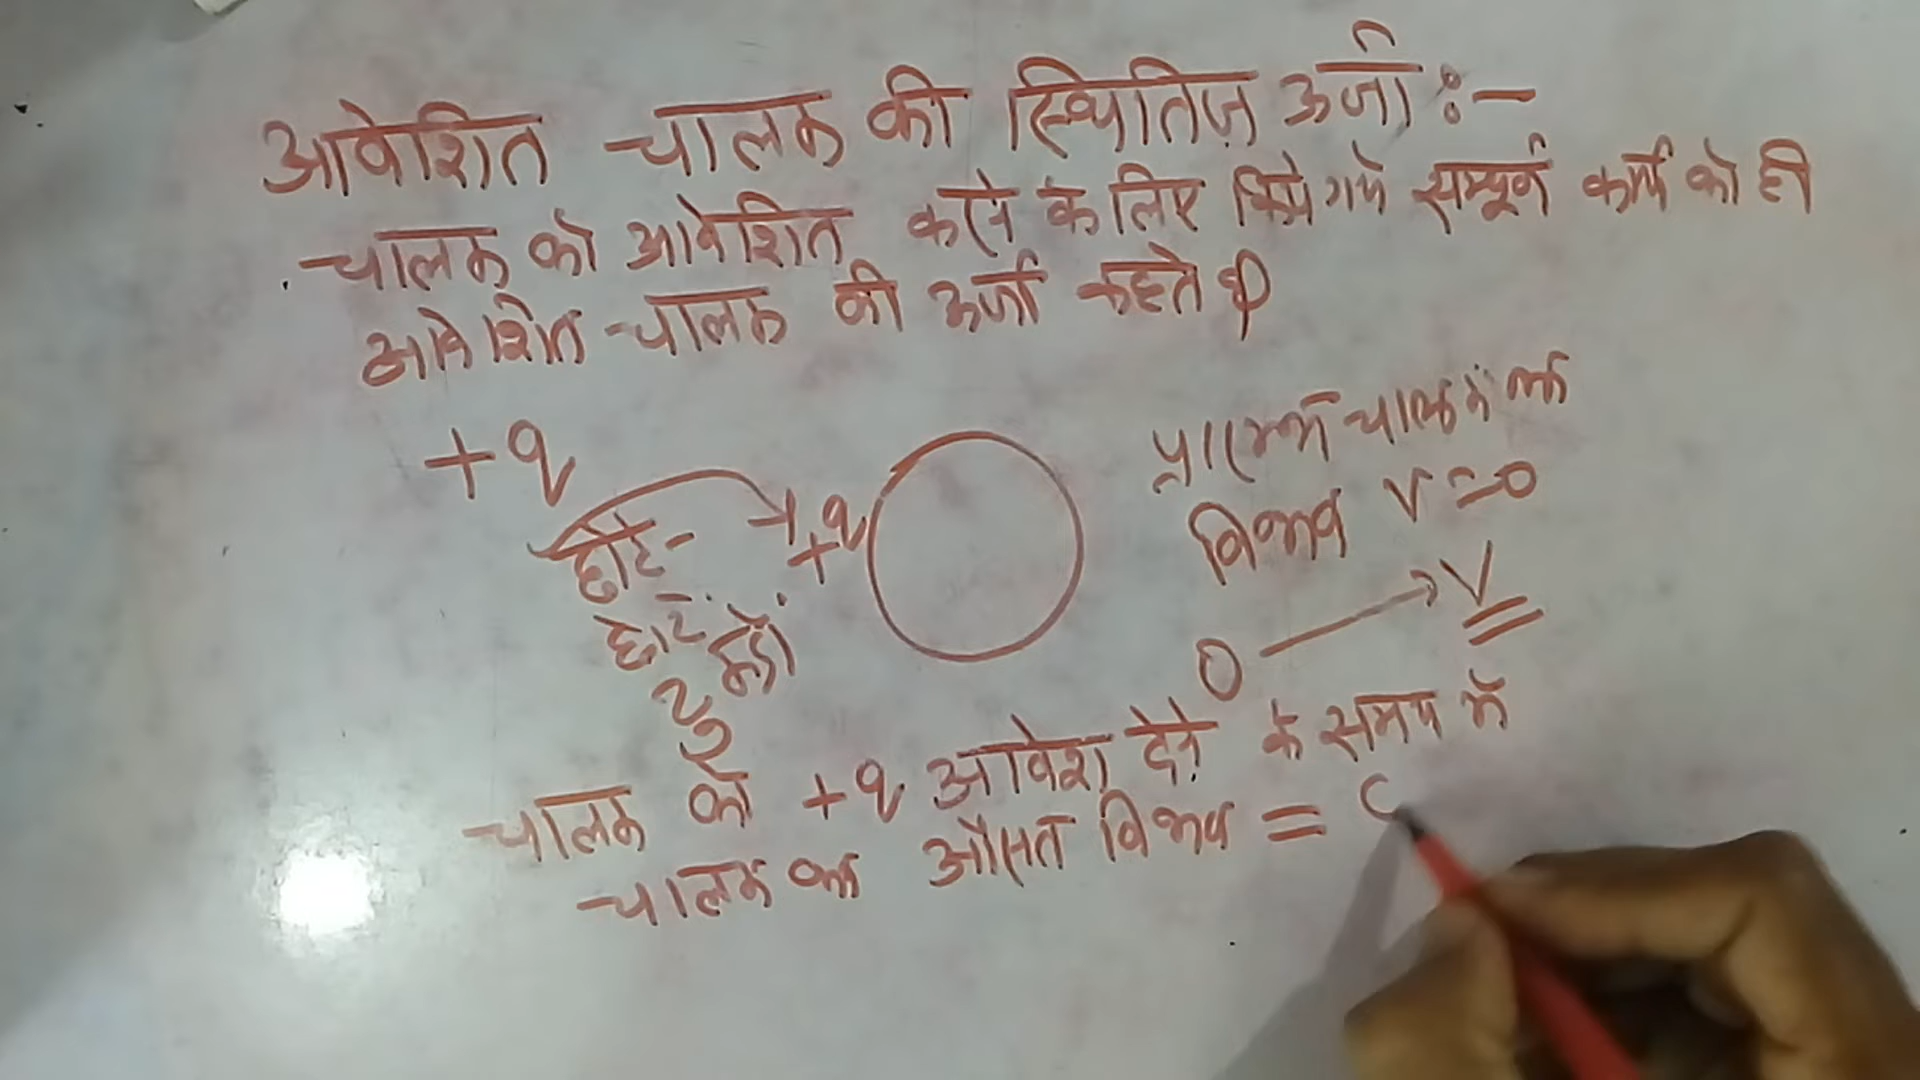 आवेशित चालक की स्थितिज ऊर्जा :-
चालक को आवेशित करने के लिए किये गये सम्पूर्ण कार्य को ही
आवेशित चालक की ऊर्जा कहते है
+q
+q
छोटे-
छोटे टुकड़ों
प्रारम्भ चालक का
विभव V=0
0 → V
चालक को +q आवेश देने के समय में
चालक का औसत विभव =